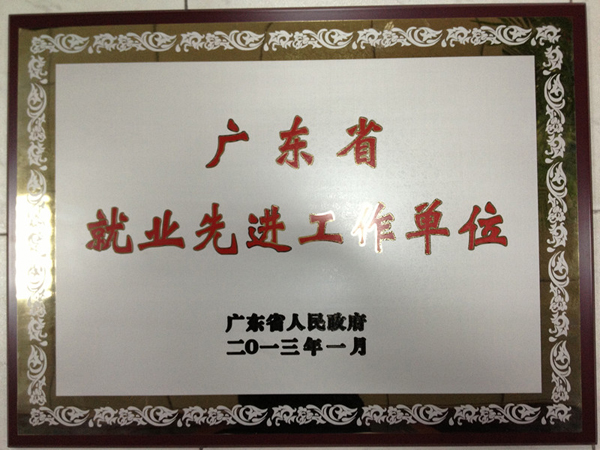 广东省
就业先进工作单位
广东省人民政府
二〇一三年一月